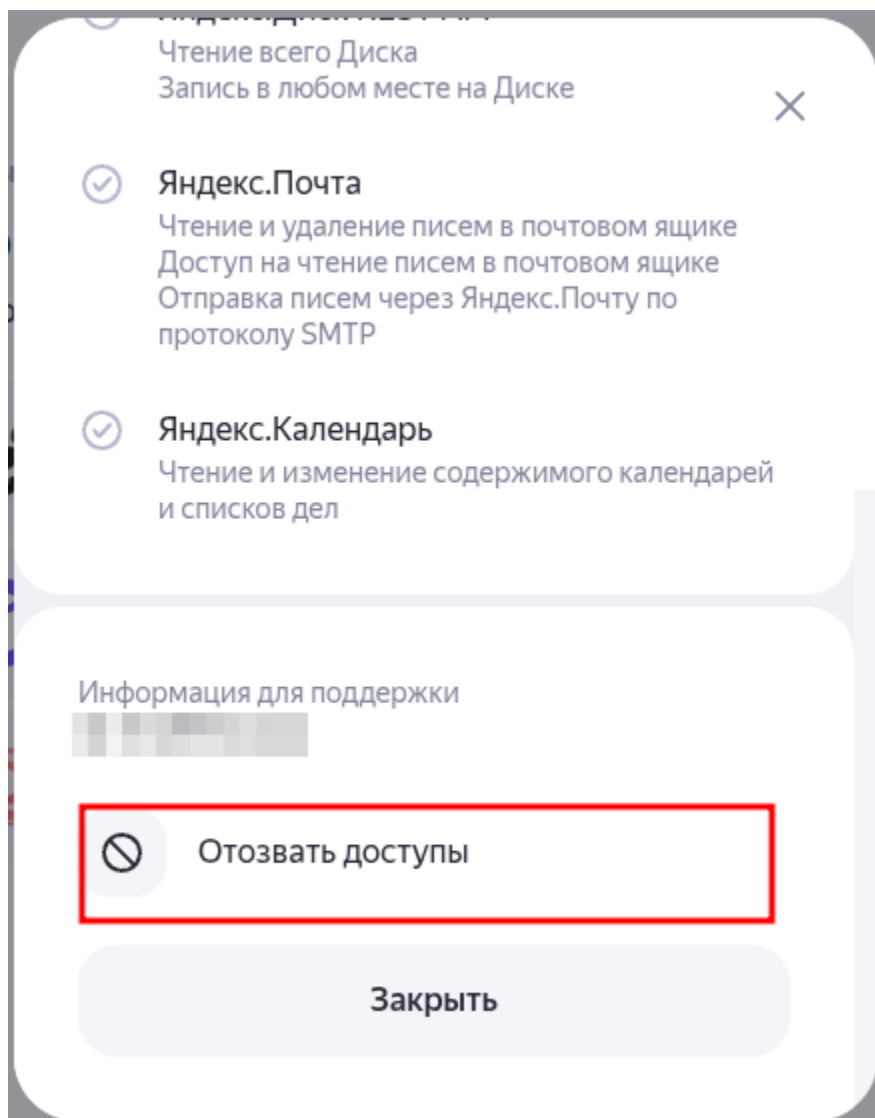 Чтение всего Диска
Запись в любом месте на Диске
Яндекс.Почта
Чтение и удаление писем в почтовом ящике
Доступ на чтение писем в почтовом ящике
Отправка писем через Яндекс.Почту по
протоколу SMTP
Яндекс.Календарь
Чтение и изменение содержимого календарей
и списков дел
Информация для поддержки
Отозвать доступы
Закрыть